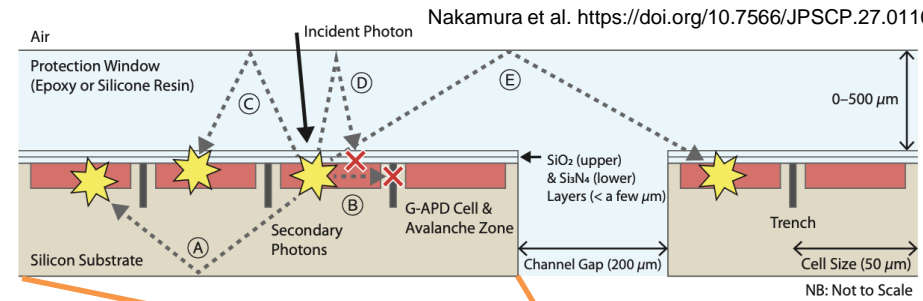 Nakamura et al. https://doi.org/10.7566/JPSCP.27.0110
Air
Incident Photon
Protection Window
(Epoxy or Silicone Resin)
C
D
E
0–500 μm
SiO₂ (upper)
& Si₃N₄ (lower)
Layers (< a few μm)
B
G-APD Cell &
Avalanche Zone
A
Secondary
Photons
Trench
Silicon Substrate
Channel Gap (200 μm)
Cell Size (50 μm)
NB: Not to Scale